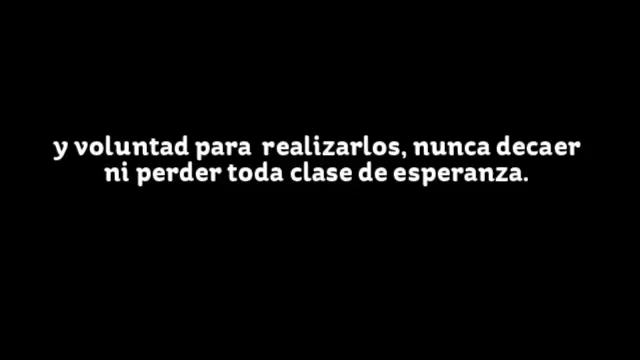 y voluntad para  realizarlos, nunca decaer
ni perder toda clase de esperanza.